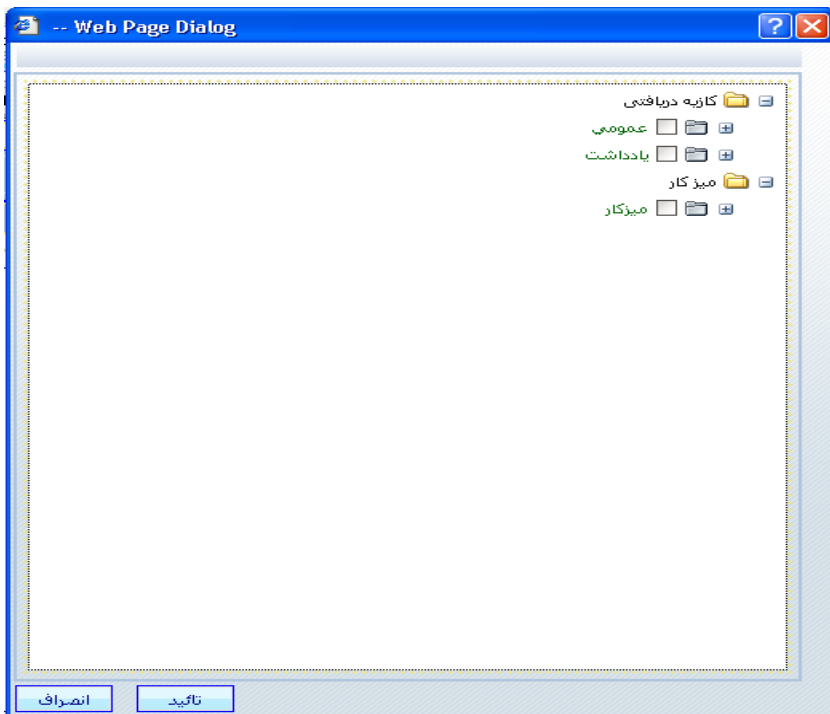 -- Web Page Dialog
کازیه دریافتی
عمومي
یادداشت
میز کار
میزکار
تائید
انصراف